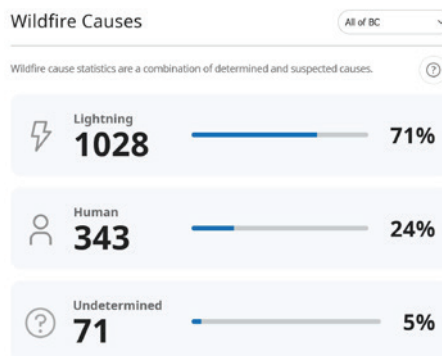 Wildfire Causes
All of BC
Wildfire cause statistics are a combination of determined and suspected causes.
?
Lightning
1028
71%
Human
343
24%
?
Undetermined
71
5%